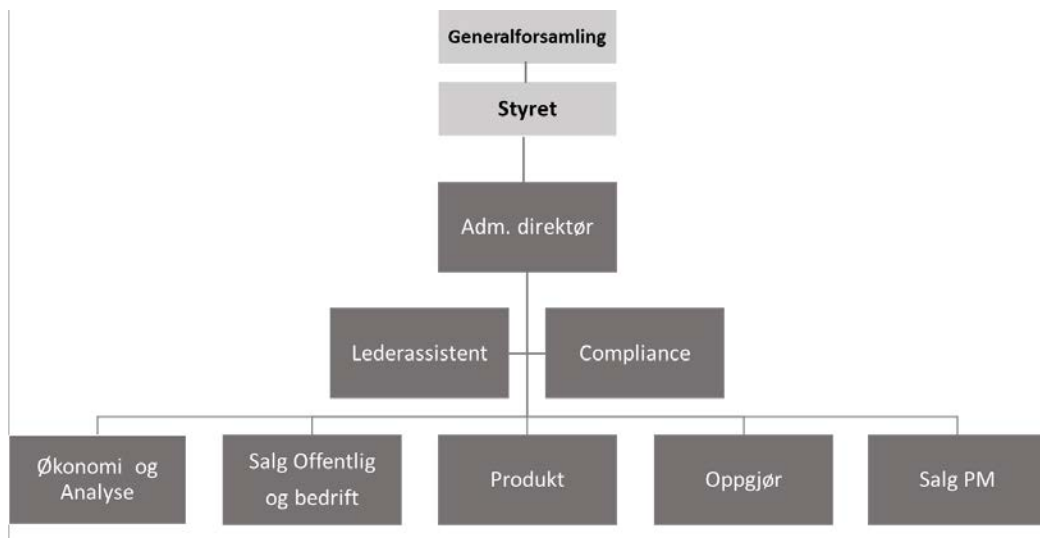 Generalforsamling
Styret
Adm. direktør
Lederassistent
Compliance
Økonomi og
Analyse
Salg Offentlig
og bedrift
Produkt
Oppgjør
Salg PM